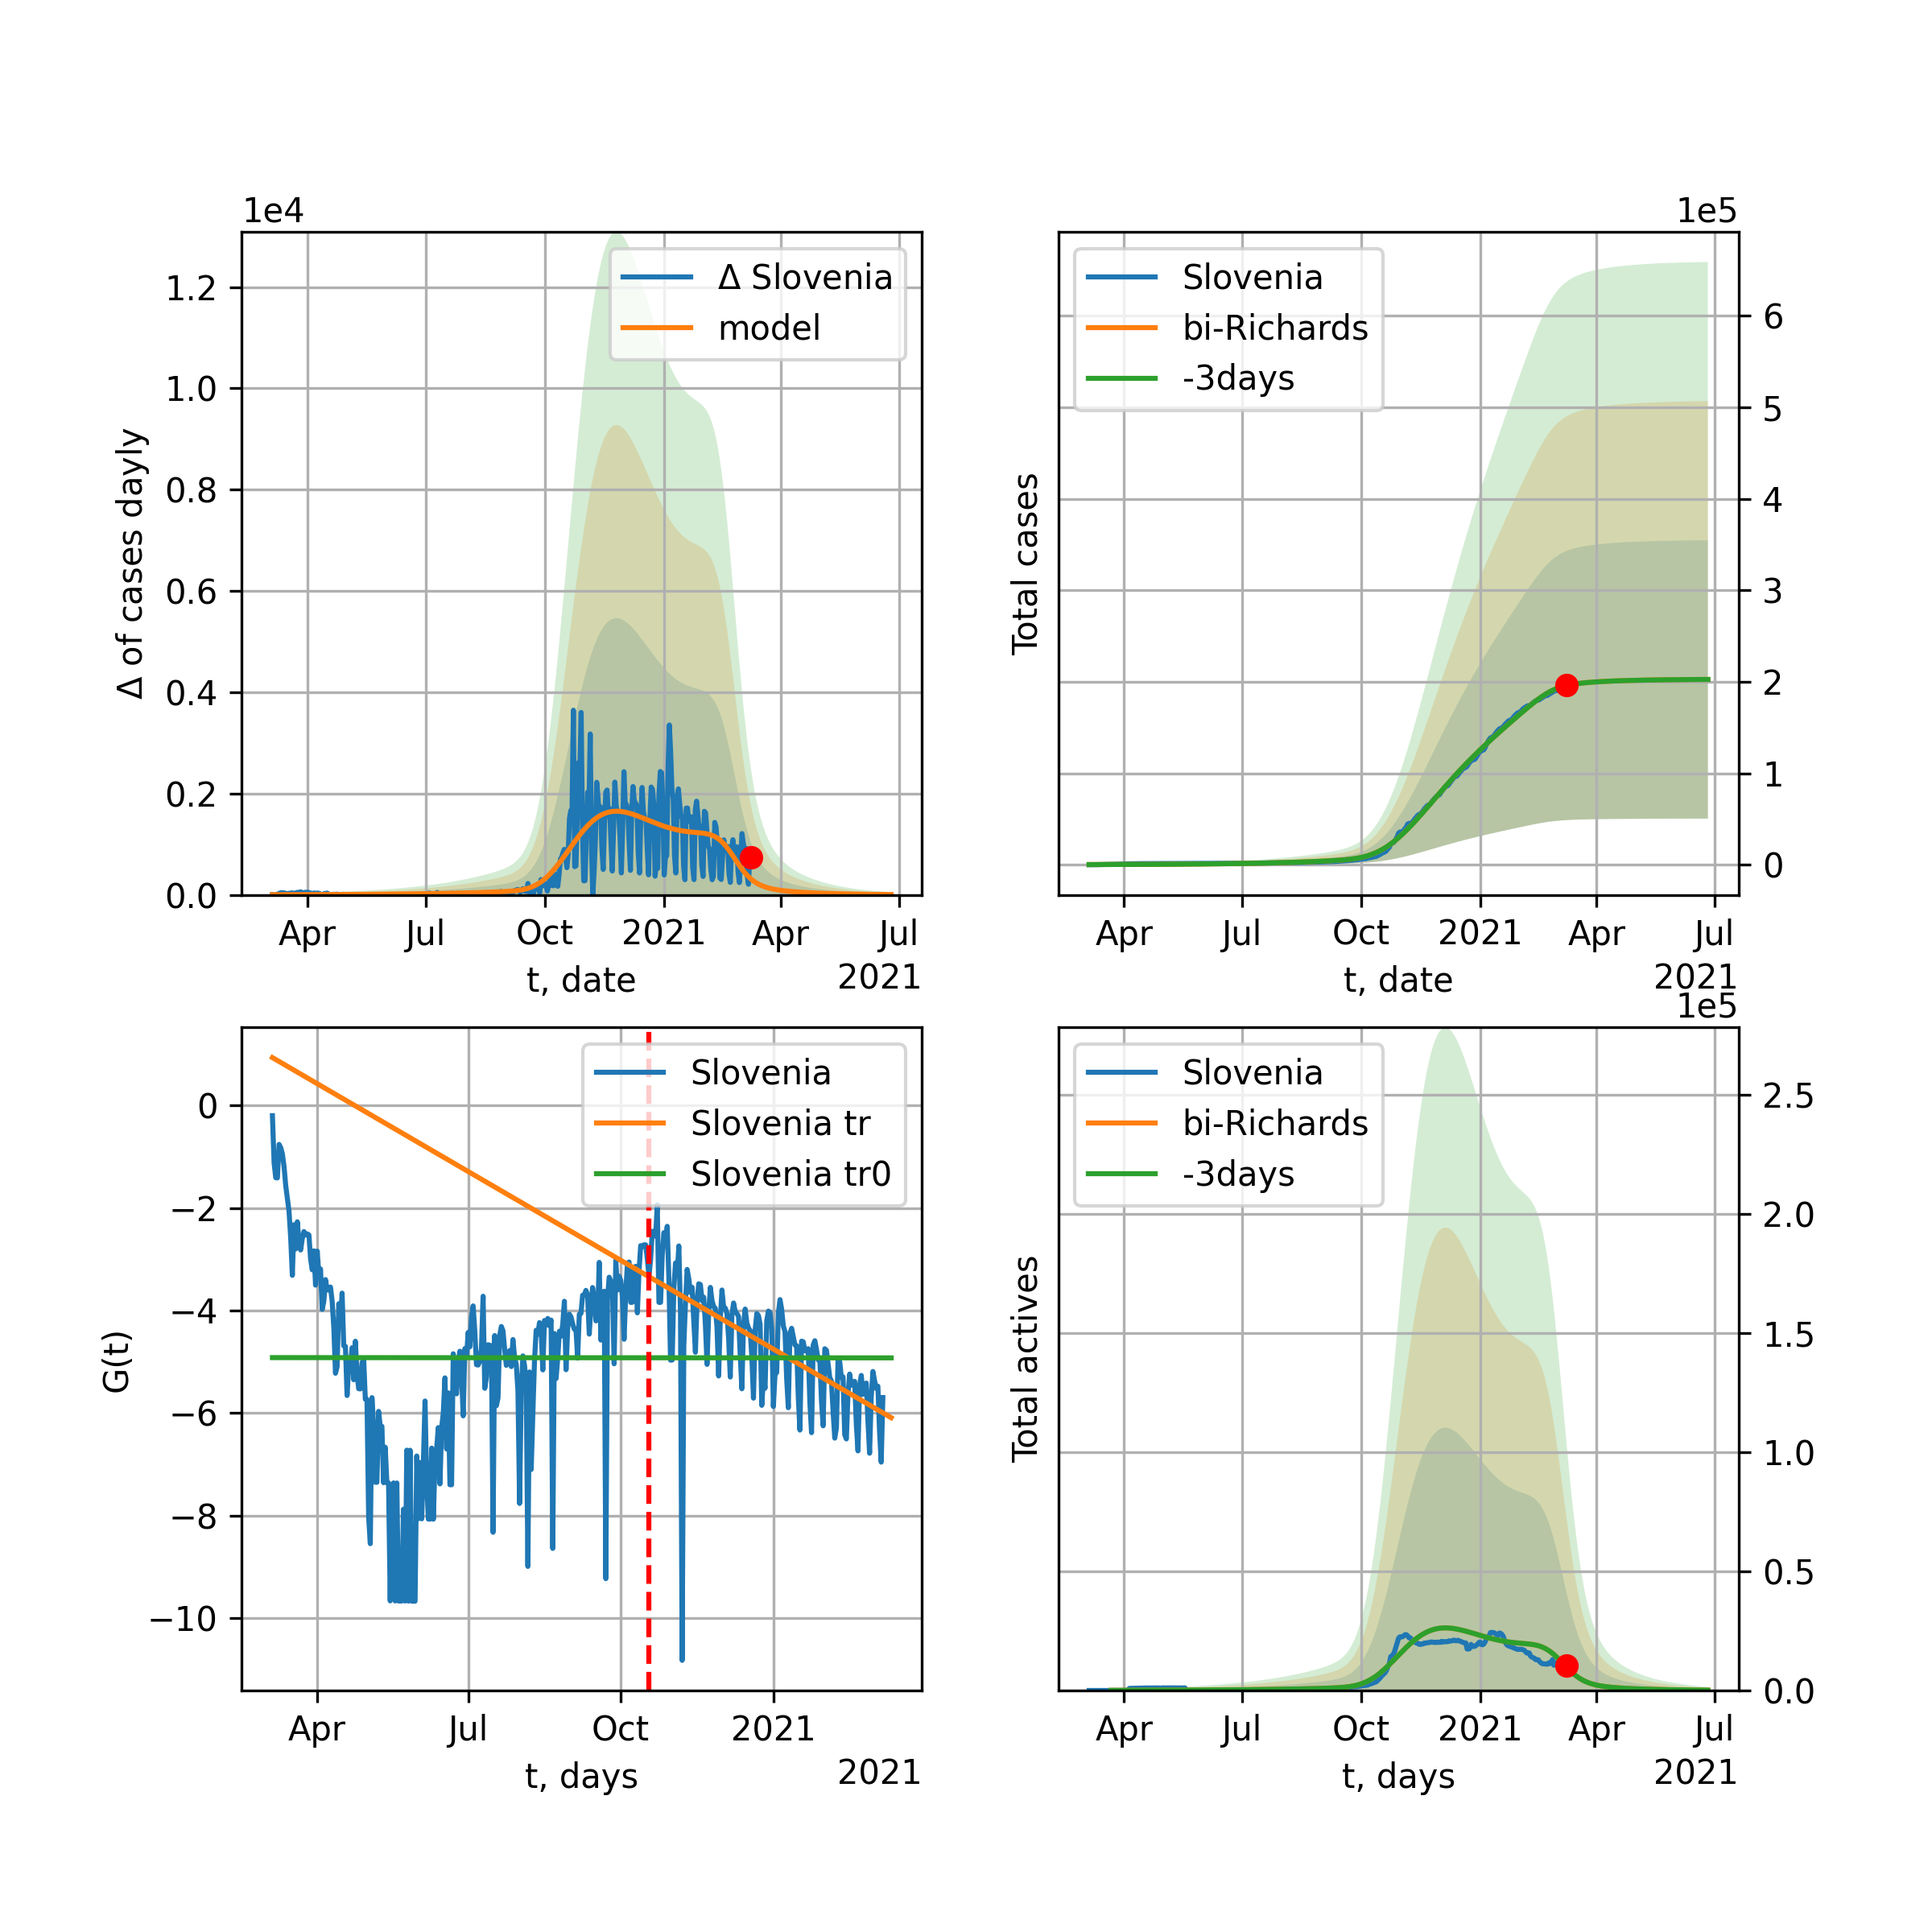 1e4
Δ of cases dayly
1.2
1.0
0.8
0.6
0.4
0.2
0.0
Δ Slovenia
model
Apr Jul Oct 2021 Apr Jul
t, date
2021
1e5
Total cases
Slovenia
bi-Richards
-3days
6
5
4
3
2
1
0
Apr Jul Oct 2021 Apr Jul
t, date
2021
G(t)
0
−2
−4
−6
−8
−10
Slovenia
Slovenia tr
Slovenia tr0
Apr Jul Oct 2021
t, days
2021
1e5
Total actives
Slovenia
bi-Richards
-3days
2.5
2.0
1.5
1.0
0.5
0.0
Apr Jul Oct 2021 Apr Jul
t, days
2021